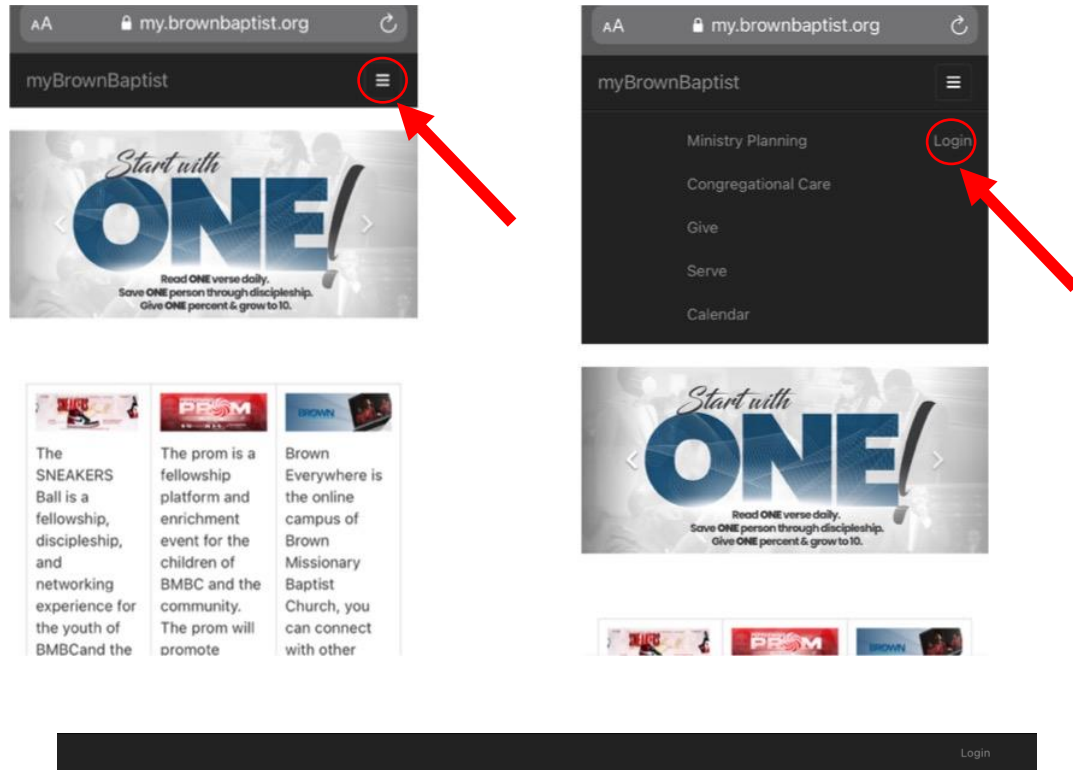 AA my.brownbaptist.org
myBrownBaptist
Start with
ONE!
Read ONE verse daily.
Save ONE person through discipleship.
Give ONE percent & grow to 10.
SNEAKERS
PROM
BROWN
The
SNEAKERS
Ball is a
fellowship,
discipleship,
and
networking
experience for
the youth of
BMBCand the
The prom is a
fellowship
platform and
enrichment
event for the
children of
BMBC and the
community.
The prom will
promote
Brown
Everywhere is
the online
campus of
Brown
Missionary
Baptist
Church, you
can connect
with other
AA my.brownbaptist.org
myBrownBaptist
Ministry Planning
Login
Congregational Care
Give
Serve
Calendar
Start with
ONE!
Read ONE verse daily.
Save ONE person through discipleship.
Give ONE percent & grow to 10.
SNEAKERS
PROM
BROWN
Login